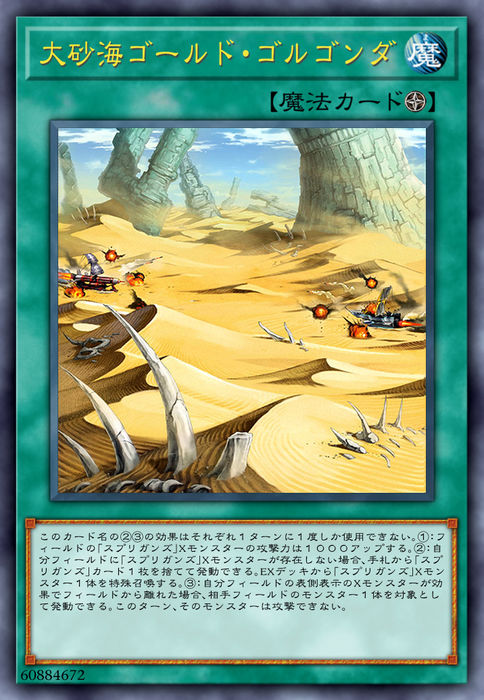 大砂海ゴールド・ゴルゴンダ 魔
【魔法カード】
このカード名の②③の効果はそれぞれ1ターンに1度しか使用できない。①:フ
ィールドの「スプリガンズ」Xモンスターの攻撃力は1000アップする。②:自
分フィールドに「スプリガンズ」Xモンスターが存在しない場合、手札から「スプ
リガンズ」カード1枚を捨てて発動できる。EXデッキから「スプリガンズ」Xモン
スター1体を特殊召喚する。③:自分フィールドの表側表示のXモンスターが効
果でフィールドから離れた場合、相手フィールドのモンスター1体を対象とし
て発動できる。このターン、そのモンスターは攻撃できない。
60884672